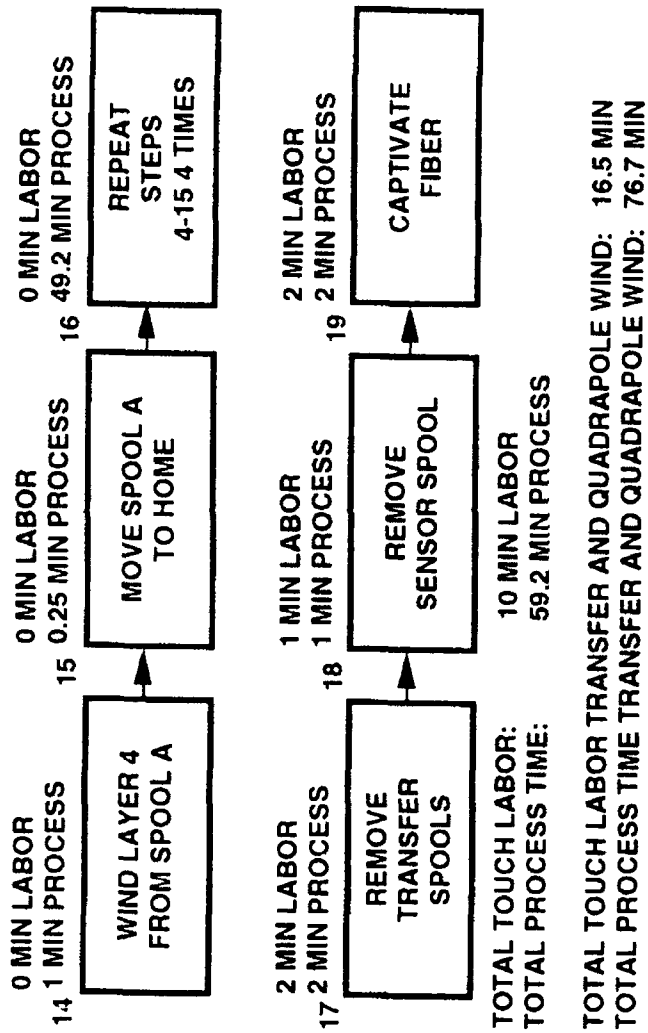 0 MIN LABOR
1 MIN PROCESS
14
WIND LAYER 4
FROM SPOOL A
0 MIN LABOR
0.25 MIN PROCESS
15
MOVE SPOOL A
TO HOME
0 MIN LABOR
49.2 MIN PROCESS
16
REPEAT
STEPS
4-15 4 TIMES
2 MIN LABOR
2 MIN PROCESS
17
REMOVE
TRANSFER
SPOOLS
1 MIN LABOR
1 MIN PROCESS
18
REMOVE
SENSOR SPOOL
2 MIN LABOR
2 MIN PROCESS
19
CAPTIVATE
FIBER
TOTAL TOUCH LABOR: 10 MIN LABOR
TOTAL PROCESS TIME: 59.2 MIN PROCESS
TOTAL TOUCH LABOR TRANSFER AND QUADRAPOLE WIND: 16.5 MIN
TOTAL PROCESS TIME TRANSFER AND QUADRAPOLE WIND: 76.7 MIN